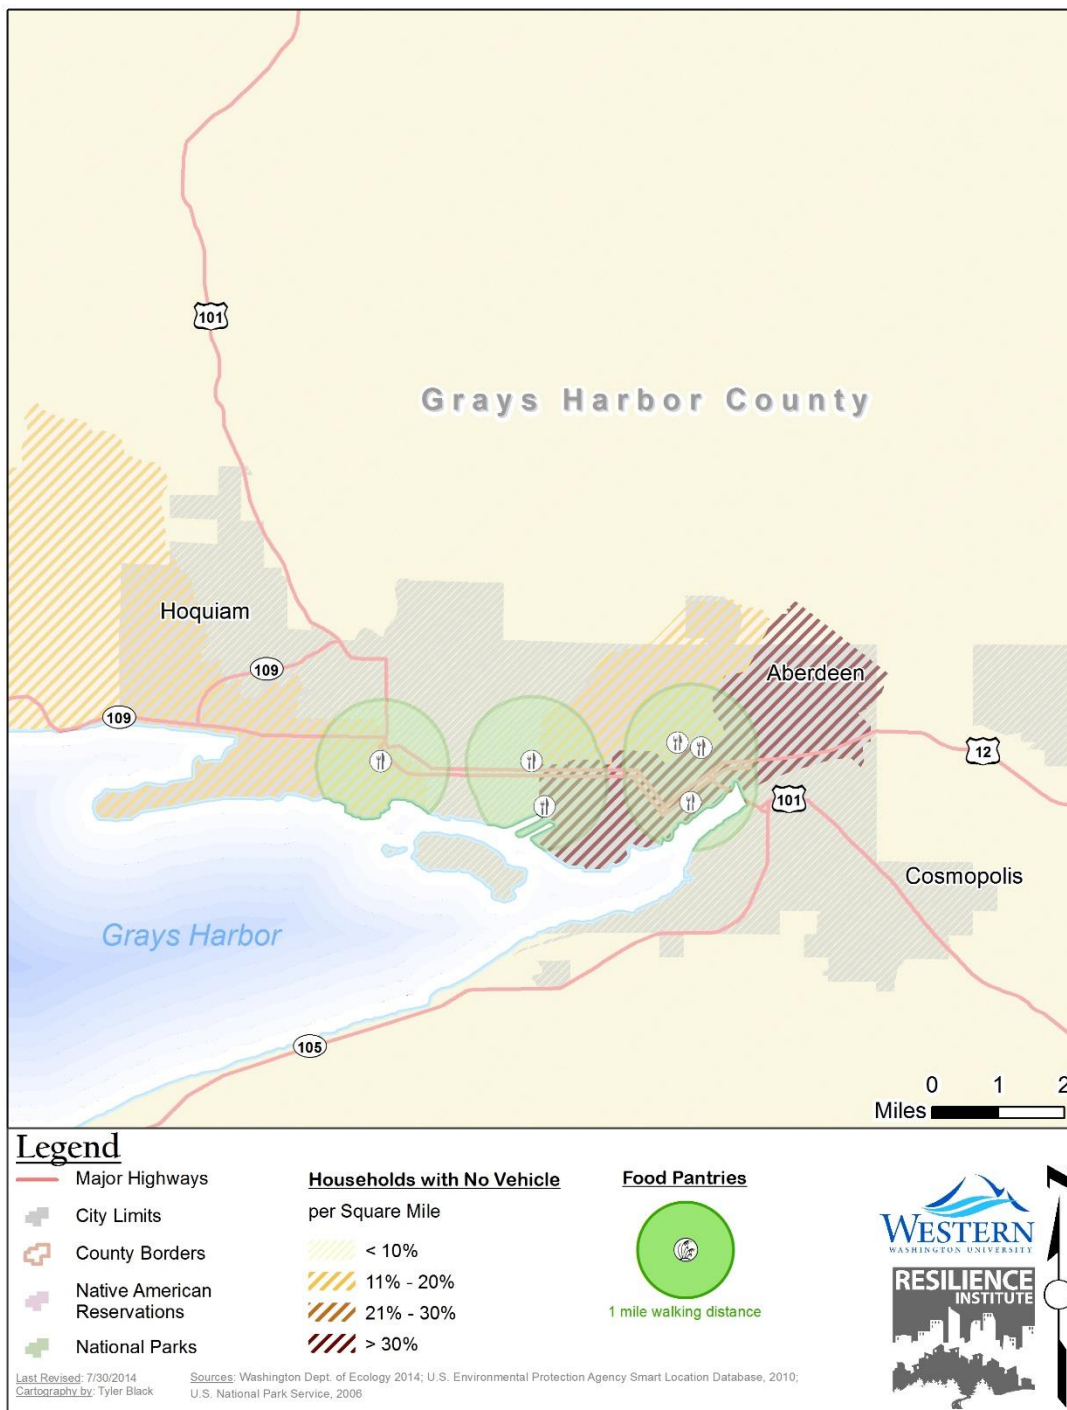 101
Grays Harbor County
Hoquiam
109
Aberdeen
109
12
101
Cosmopolis
Grays Harbor
105
0 1 2
Miles
Legend
Major Highways
City Limits
County Borders
Native American
Reservations
National Parks
Households with No Vehicle
per Square Mile
< 10%
11% - 20%
21% - 30%
> 30%
Food Pantries
1 mile walking distance
WESTERN
WASHINGTON UNIVERSITY
RESILIENCE
INSTITUTE
Last Revised: 7/30/2014
Cartography by: Tyler Black
Sources: Washington Dept. of Ecology 2014; U.S. Environmental Protection Agency Smart Location Database, 2010;
U.S. National Park Service, 2006